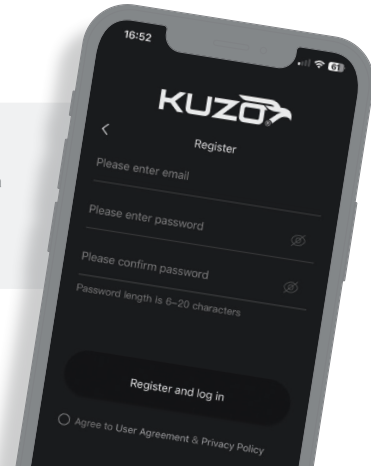 16:52
61
KUZO
Register
Please enter email
Please enter password
Please confirm password
Password length is 6-20 characters
Register and log in
Agree to User Agreement & Privacy Policy